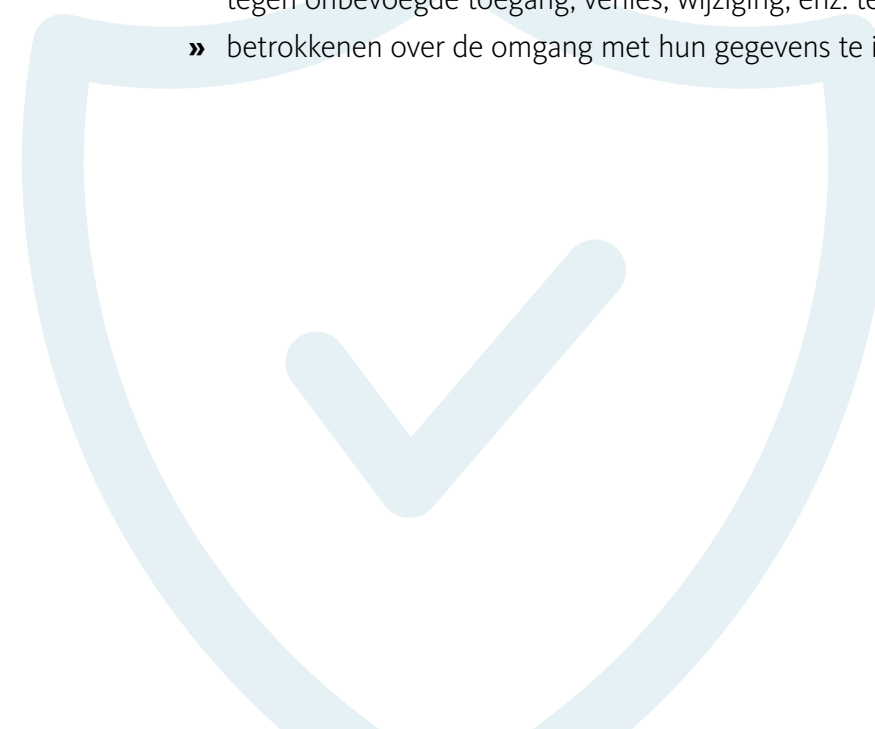 tegen onbevoegde toegang, verlies, wijziging, enz. te
» betrokkenen over de omgang met hun gegevens te i